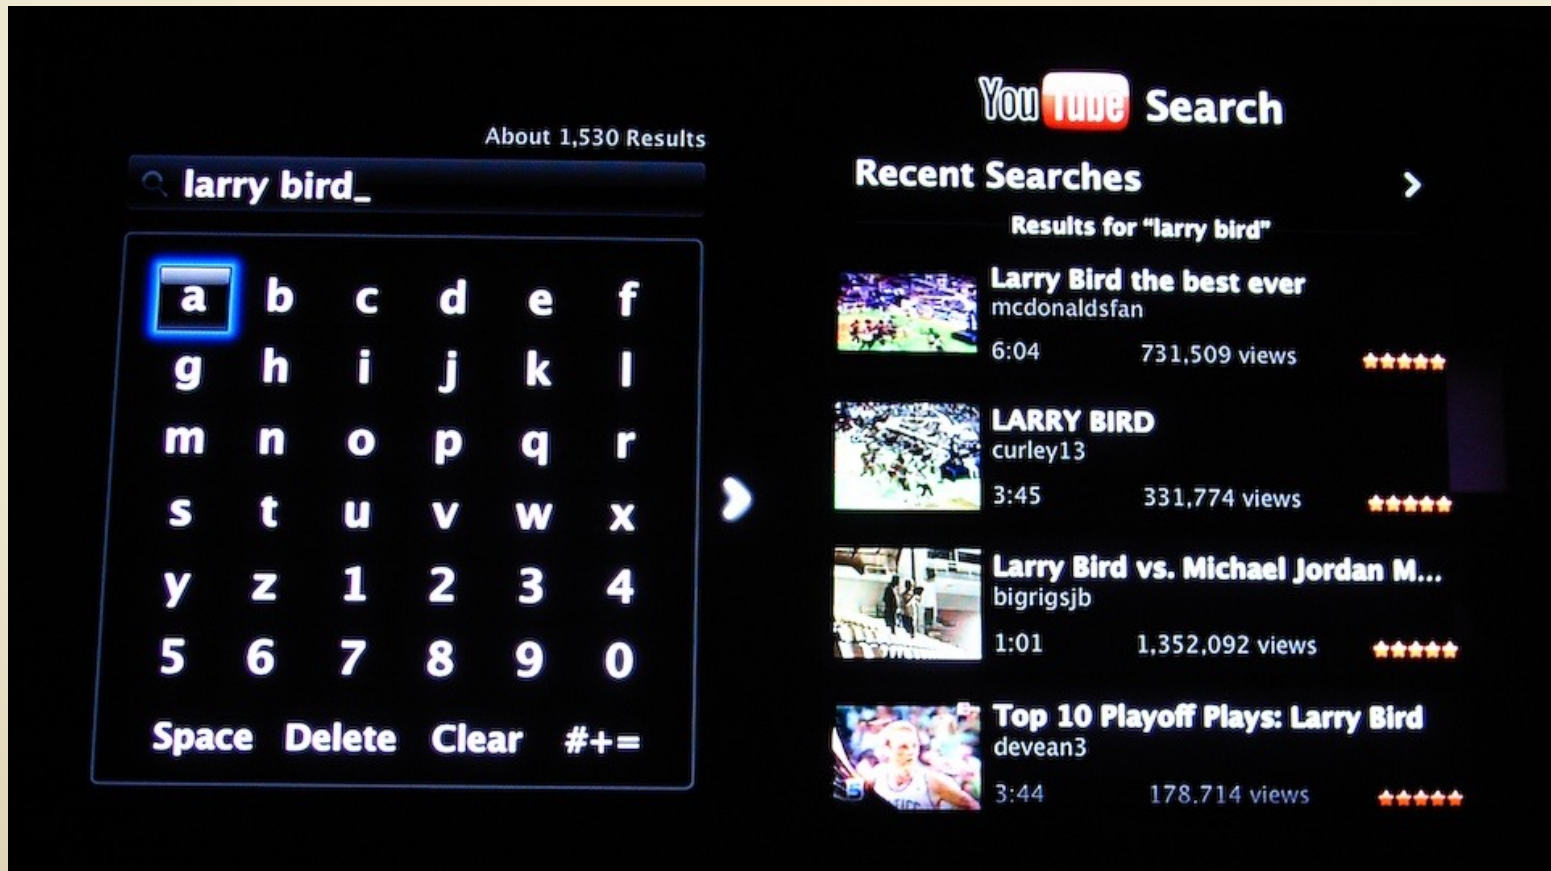 About 1,530 Results
larry bird_
a b c d e f
g h i j k l
m n o p q r
s t u v w x
y z 1 2 3 4
5 6 7 8 9 0
Space Delete Clear #+=
YouTube Search
Recent Searches
Results for “larry bird”
Larry Bird the best ever
mcdonaldsfan
6:04 731,509 views
LARRY BIRD
curley13
3:45 331,774 views
Larry Bird vs. Michael Jordan M...
bigrigsjb
1:01 1,352,092 views
Top 10 Playoff Plays: Larry Bird
devean3
3:44 178,714 views